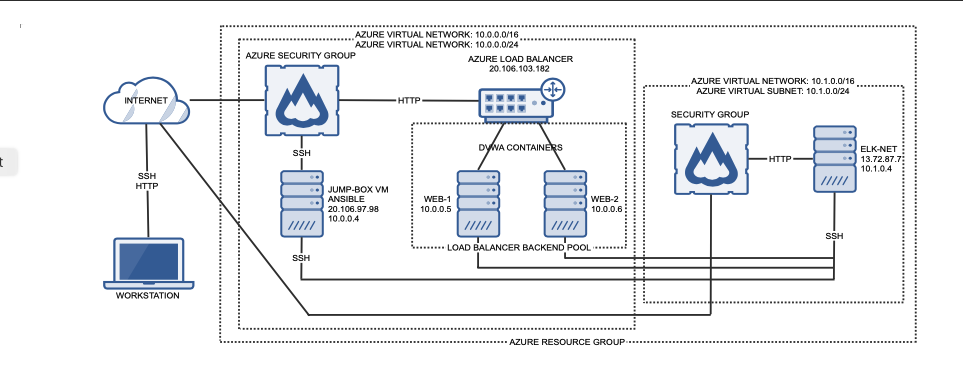 AZURE VIRTUAL NETWORK: 10.0.0.0/16
AZURE VIRTUAL NETWORK: 10.0.0.0/24
AZURE SECURITY GROUP
AZURE LOAD BALANCER
20.106.103.182
AZURE VIRTUAL NETWORK: 10.1.0.0/16
AZURE VIRTUAL SUBNET: 10.1.0.0/24
INTERNET
HTTP
SECURITY GROUP
DVWA CONTAINERS
SSH
HTTP
ELK-NET
13.72.87.7
10.1.0.4
t
SSH
HTTP
JUMP-BOX VM
ANSIBLE
20.106.97.98
10.0.0.4
WEB-1
10.0.0.5
WEB-2
10.0.0.6
SSH
LOAD BALANCER BACKEND POOL
SSH
WORKSTATION
AZURE RESOURCE GROUP